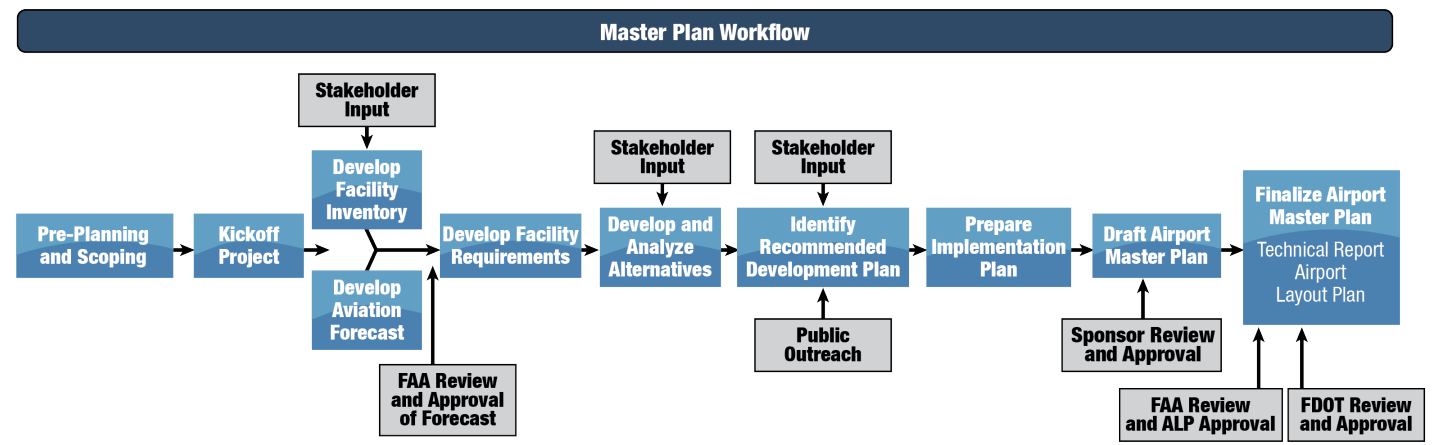 Master Plan Workflow
Stakeholder
Input
Develop
Facility
Inventory
Pre-Planning
and Scoping
Kickoff
Project
Develop
Aviation
Forecast
FAA Review
and Approval
of Forecast
Develop Facility
Requirements
Stakeholder
Input
Develop and
Analyze
Alternatives
Stakeholder
Input
Identify
Recommended
Development Plan
Public
Outreach
Prepare
Implementation
Plan
Draft Airport
Master Plan
Sponsor Review
and Approval
Finalize Airport
Master Plan
Technical Report
Airport
Layout Plan
FAA Review
and ALP Approval
FDOT Review
and Approval